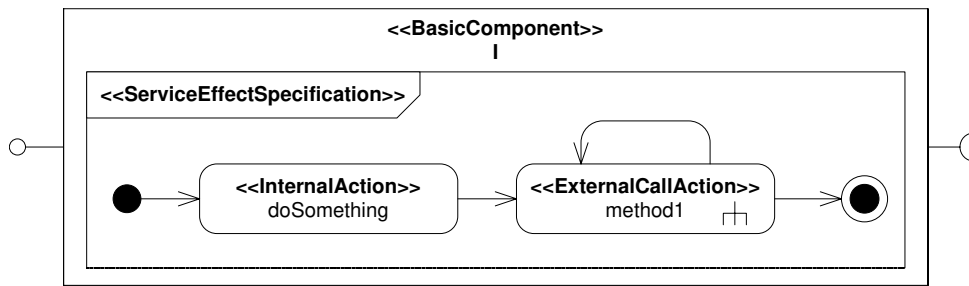 <<BasicComponent>>
I
<<ServiceEffectSpecification>>
<<InternalAction>>
doSomething
<<ExternalCallAction>>
method1